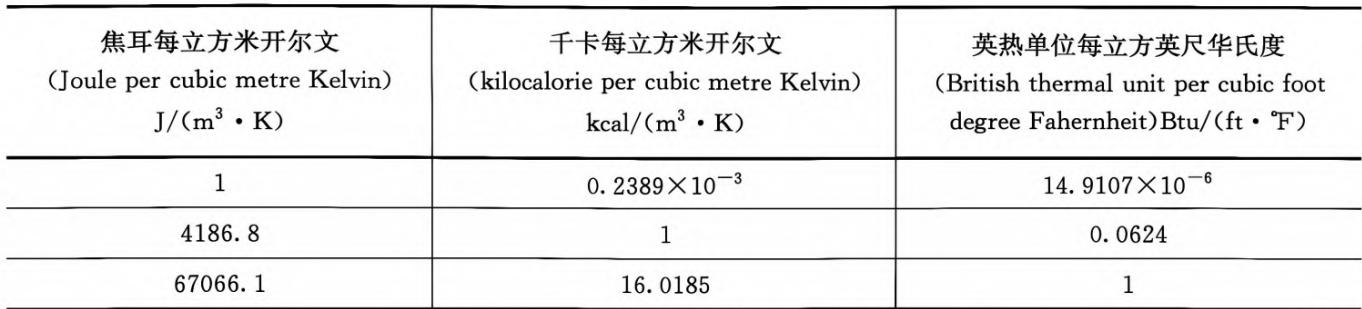 焦耳每立方米开尔文
(Joule per cubic metre Kelvin)
J/(m³·K)
千卡每立方米开尔文
(kilocalorie per cubic metre Kelvin)
kcal/(m³·K)
英热单位每立方英尺华氏度
(British thermal unit per cubic foot
degree Fahernheit)Btu/(ft·℉)
1
0.2389×10⁻³
14.9107×10⁻⁶
4186.8
1
0.0624
67066.1
16.0185
1